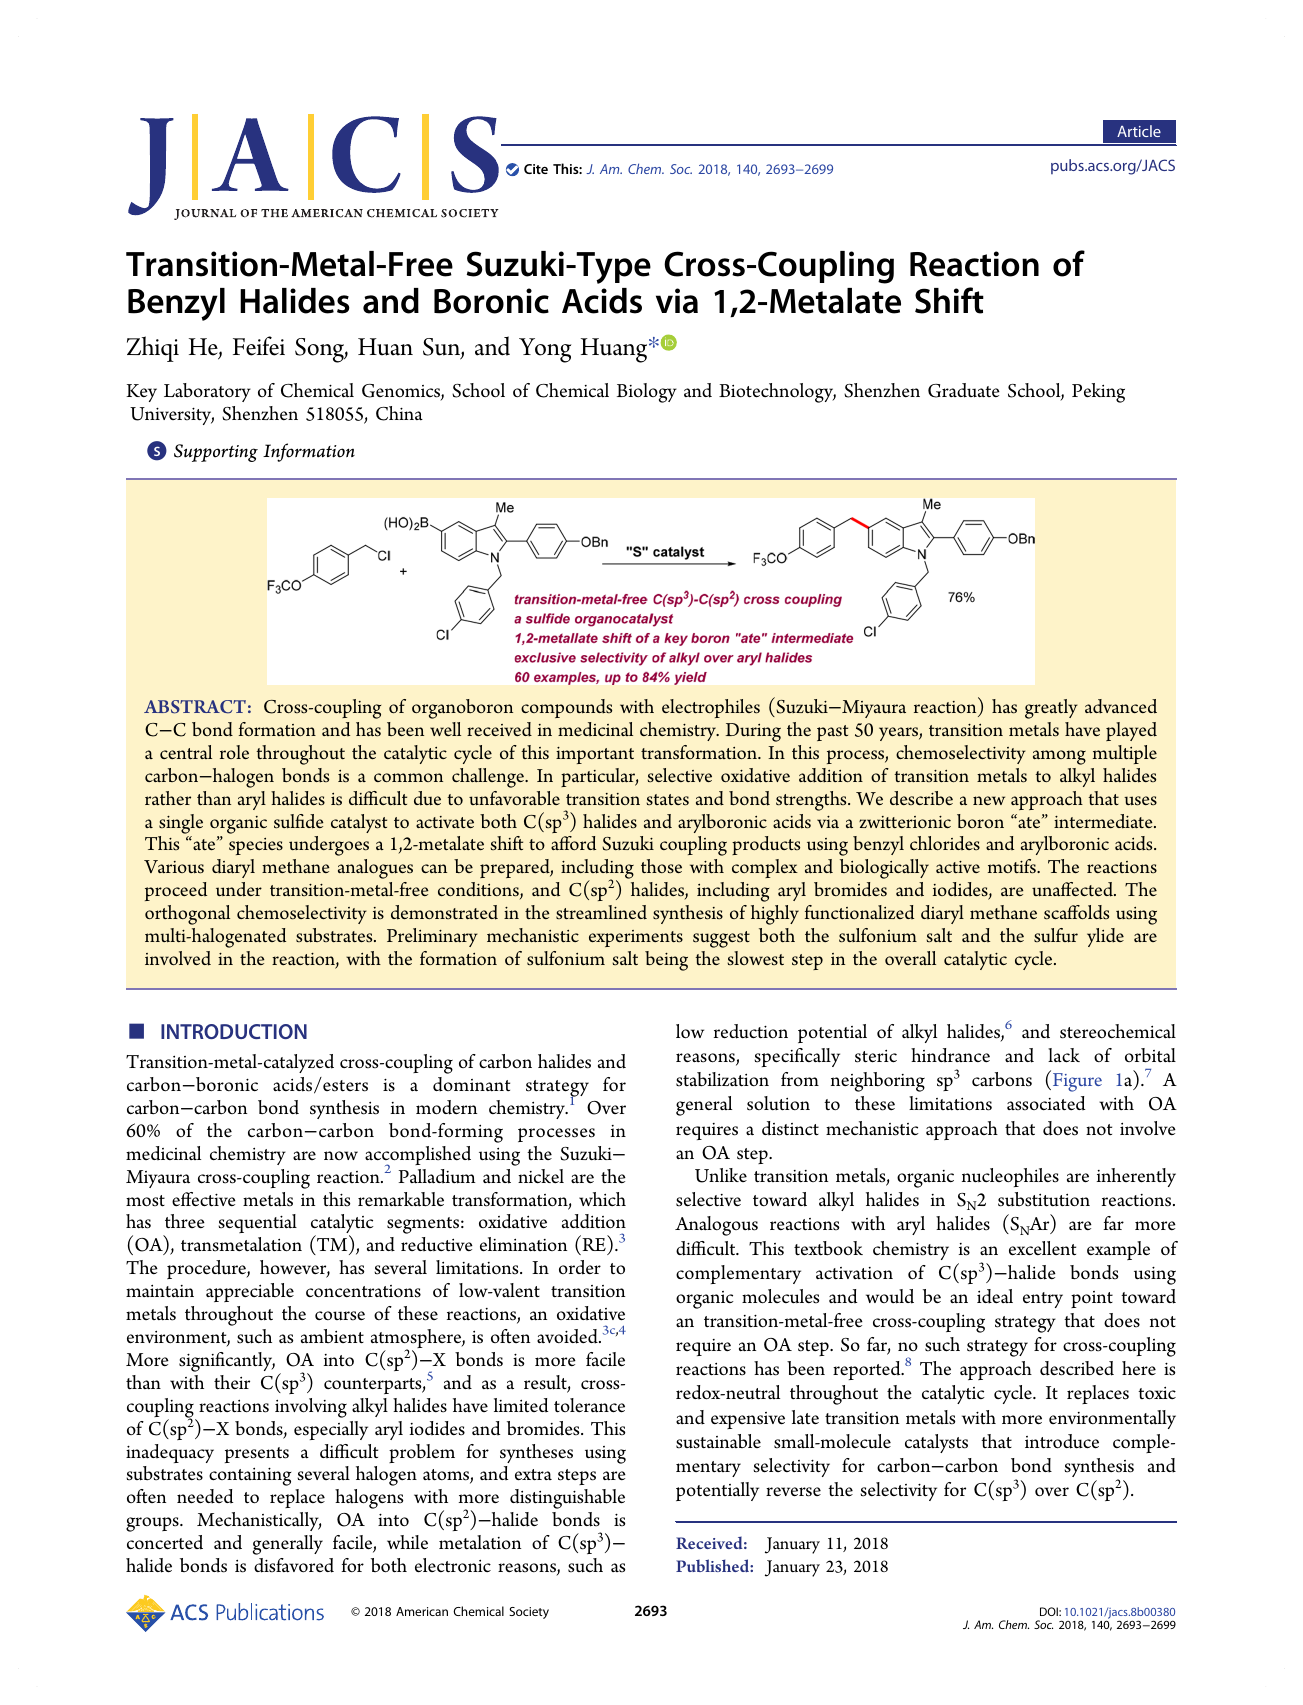 J|A|C|S
JOURNAL OF THE AMERICAN CHEMICAL SOCIETY
Article
Cite This: J. Am. Chem. Soc. 2018, 140, 2693−2699
pubs.acs.org/JACS
Transition-Metal-Free Suzuki-Type Cross-Coupling Reaction of
Benzyl Halides and Boronic Acids via 1,2-Metalate Shift
Zhiqi He, Feifei Song, Huan Sun, and Yong Huang*
Key Laboratory of Chemical Genomics, School of Chemical Biology and Biotechnology, Shenzhen Graduate School, Peking
University, Shenzhen 518055, China
S Supporting Information
F₃CO
Cl
+
(HO)₂B
Me
N
OBn
Cl
"S" catalyst
F₃CO
Me
N
OBn
Cl
76%
transition-metal-free C(sp³)-C(sp²) cross coupling
a sulfide organocatalyst
1,2-metallate shift of a key boron "ate" intermediate
exclusive selectivity of alkyl over aryl halides
60 examples, up to 84% yield
ABSTRACT: Cross-coupling of organoboron compounds with electrophiles (Suzuki−Miyaura reaction) has greatly advanced
C−C bond formation and has been well received in medicinal chemistry. During the past 50 years, transition metals have played
a central role throughout the catalytic cycle of this important transformation. In this process, chemoselectivity among multiple
carbon−halogen bonds is a common challenge. In particular, selective oxidative addition of transition metals to alkyl halides
rather than aryl halides is difficult due to unfavorable transition states and bond strengths. We describe a new approach that uses
a single organic sulfide catalyst to activate both C(sp³) halides and arylboronic acids via a zwitterionic boron “ate” intermediate.
This “ate” species undergoes a 1,2-metalate shift to afford Suzuki coupling products using benzyl chlorides and arylboronic acids.
Various diaryl methane analogues can be prepared, including those with complex and biologically active motifs. The reactions
proceed under transition-metal-free conditions, and C(sp²) halides, including aryl bromides and iodides, are unaffected. The
orthogonal chemoselectivity is demonstrated in the streamlined synthesis of highly functionalized diaryl methane scaffolds using
multi-halogenated substrates. Preliminary mechanistic experiments suggest both the sulfonium salt and the sulfur ylide are
involved in the reaction, with the formation of sulfonium salt being the slowest step in the overall catalytic cycle.
■ INTRODUCTION
Transition-metal-catalyzed cross-coupling of carbon halides and
carbon−boronic acids/esters is a dominant strategy for
carbon−carbon bond synthesis in modern chemistry.¹ Over
60% of the carbon−carbon bond-forming processes in
medicinal chemistry are now accomplished using the Suzuki−
Miyaura cross-coupling reaction.² Palladium and nickel are the
most effective metals in this remarkable transformation, which
has three sequential catalytic segments: oxidative addition
(OA), transmetalation (TM), and reductive elimination (RE).³
The procedure, however, has several limitations. In order to
maintain appreciable concentrations of low-valent transition
metals throughout the course of these reactions, an oxidative
environment, such as ambient atmosphere, is often avoided.³ᶜ,⁴
More significantly, OA into C(sp²)−X bonds is more facile
than with their C(sp³) counterparts,⁵ and as a result, cross-
coupling reactions involving alkyl halides have limited tolerance
of C(sp²)−X bonds, especially aryl iodides and bromides. This
inadequacy presents a difficult problem for syntheses using
substrates containing several halogen atoms, and extra steps are
often needed to replace halogens with more distinguishable
groups. Mechanistically, OA into C(sp²)−halide bonds is
concerted and generally facile, while metalation of C(sp³)−
halide bonds is disfavored for both electronic reasons, such as
low reduction potential of alkyl halides,⁶ and stereochemical
reasons, specifically steric hindrance and lack of orbital
stabilization from neighboring sp³ carbons (Figure 1a).⁷ A
general solution to these limitations associated with OA
requires a distinct mechanistic approach that does not involve
an OA step.
Unlike transition metals, organic nucleophiles are inherently
selective toward alkyl halides in SN2 substitution reactions.
Analogous reactions with aryl halides (SNAr) are far more
difficult. This textbook chemistry is an excellent example of
complementary activation of C(sp³)−halide bonds using
organic molecules and would be an ideal entry point toward
an transition-metal-free cross-coupling strategy that does not
require an OA step. So far, no such strategy for cross-coupling
reactions has been reported.⁸ The approach described here is
redox-neutral throughout the catalytic cycle. It replaces toxic
and expensive late transition metals with more environmentally
sustainable small-molecule catalysts that introduce comple-
mentary selectivity for carbon−carbon bond synthesis and
potentially reverse the selectivity for C(sp³) over C(sp²).
Received: January 11, 2018
Published: January 23, 2018
ACS Publications
© 2018 American Chemical Society
2693
DOI: 10.1021/jacs.8b00380
J. Am. Chem. Soc. 2018, 140, 2693−2699